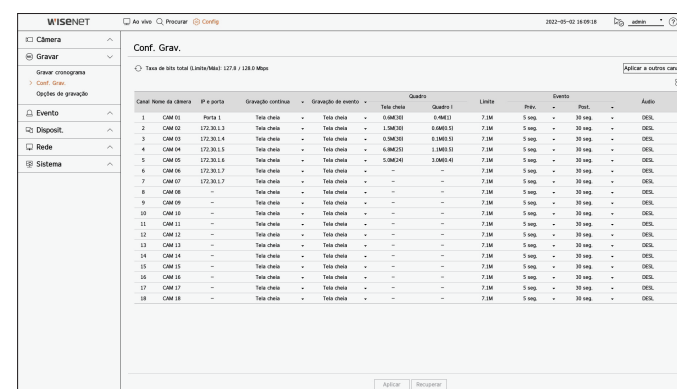 WISENET Ao vivo Procurar Config 2022-05-02 16:09:18 admin ?
Câmera
Gravar
Gravar cronograma
> Conf. Grav.
Opções de gravação
Evento
Disposit.
Rede
Sistema
Conf. Grav.
Taxa de bits total (Limite/Máx): 127.8 / 128.0 Mbps
Aplicar a outros cana
Canal Nome da câmera IP e porta Gravação contínua Gravação de evento Quadro Limite Evento Áudio
Tela cheia Quadro I Prév. Post.
1 CAM 01 Porta 1 Tela cheia Tela cheia 0.6M(30) 0.4M(1) 7.1M 5 seg. 30 seg. DESL
2 CAM 02 172.30.1.3 Tela cheia Tela cheia 1.5M(30) 0.6M(0.5) 7.1M 5 seg. 30 seg. DESL
3 CAM 03 172.30.1.4 Tela cheia Tela cheia 0.5M(30) 0.1M(0.5) 7.1M 5 seg. 30 seg. DESL
4 CAM 04 172.30.1.5 Tela cheia Tela cheia 6.8M(25) 1.1M(0.5) 7.1M 5 seg. 30 seg. DESL
5 CAM 05 172.30.1.6 Tela cheia Tela cheia 5.0M(24) 3.0M(0.4) 7.1M 5 seg. 30 seg. DESL
6 CAM 06 172.30.1.7 Tela cheia Tela cheia – – 7.1M 5 seg. 30 seg. DESL
7 CAM 07 172.30.1.7 Tela cheia Tela cheia – – 7.1M 5 seg. 30 seg. DESL
8 CAM 08 – Tela cheia Tela cheia – – 7.1M 5 seg. 30 seg. DESL
9 CAM 09 – Tela cheia Tela cheia – – 7.1M 5 seg. 30 seg. DESL
10 CAM 10 – Tela cheia Tela cheia – – 7.1M 5 seg. 30 seg. DESL
11 CAM 11 – Tela cheia Tela cheia – – 7.1M 5 seg. 30 seg. DESL
12 CAM 12 – Tela cheia Tela cheia – – 7.1M 5 seg. 30 seg. DESL
13 CAM 13 – Tela cheia Tela cheia – – 7.1M 5 seg. 30 seg. DESL
14 CAM 14 – Tela cheia Tela cheia – – 7.1M 5 seg. 30 seg. DESL
15 CAM 15 – Tela cheia Tela cheia – – 7.1M 5 seg. 30 seg. DESL
16 CAM 16 – Tela cheia Tela cheia – – 7.1M 5 seg. 30 seg. DESL
17 CAM 17 – Tela cheia Tela cheia – – 7.1M 5 seg. 30 seg. DESL
18 CAM 18 – Tela cheia Tela cheia – – 7.1M 5 seg. 30 seg. DESL
Aplicar Recuperar